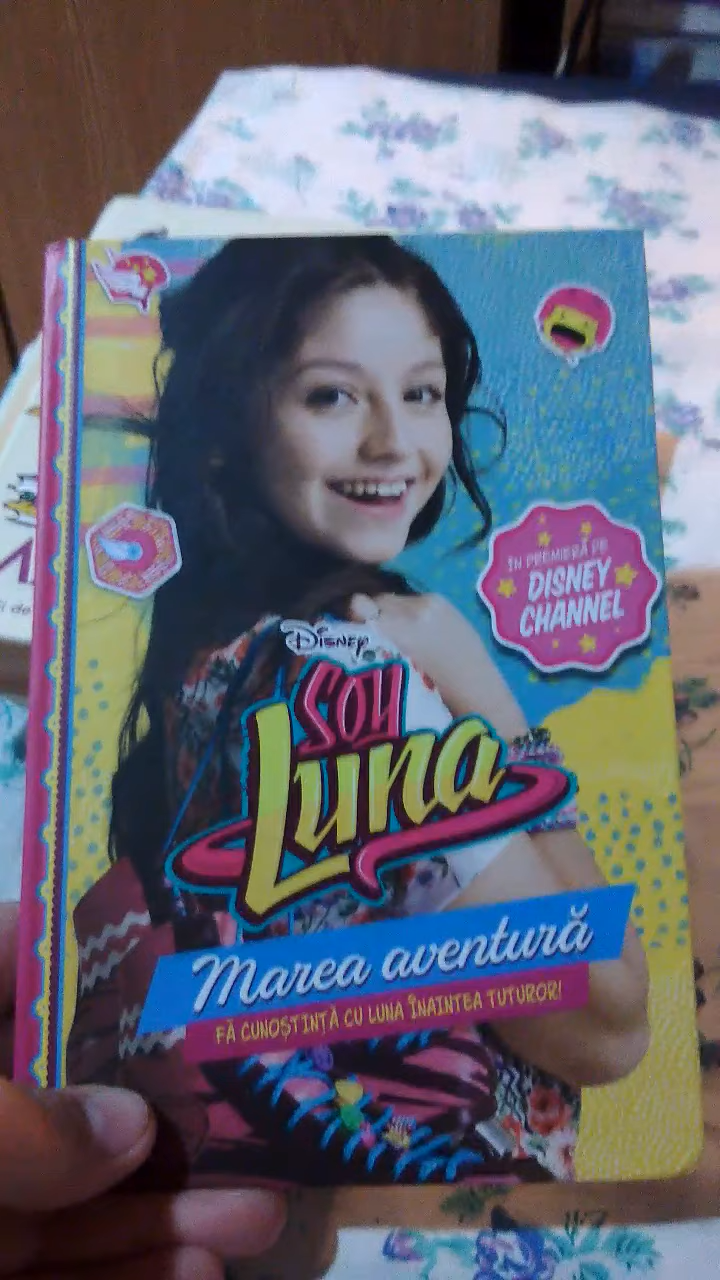 ÎN PREMIERĂ PE
DISNEY
CHANNEL
Disney
SOY
Luna
Marea aventură
FĂ CUNOȘTINȚĂ CU LUNA ÎNAINTEA TUTUROR!